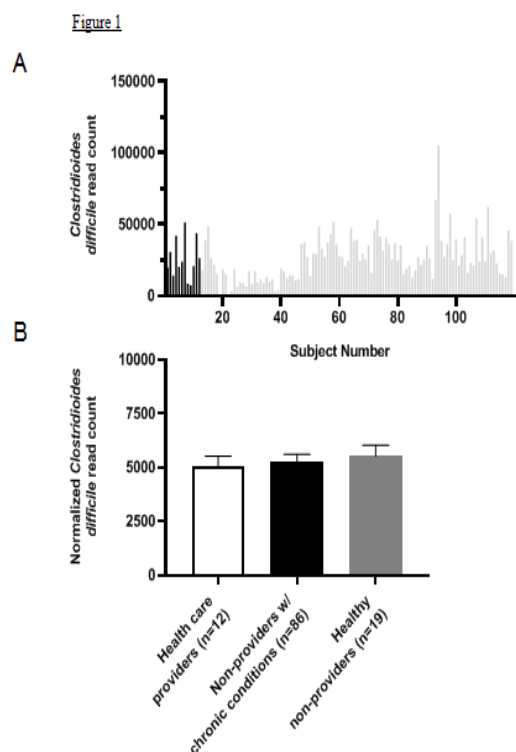 Figure 1
A
Clostridioides
difficile read count
150000
100000
50000
0
20
40
60
80
100
Subject Number
B
Normalized Clostridioides
difficile read count
10000
7500
5000
2500
0
Health care
providers (n=12)
Non-providers w/
chronic conditions (n=86)
Healthy
non-providers (n=19)